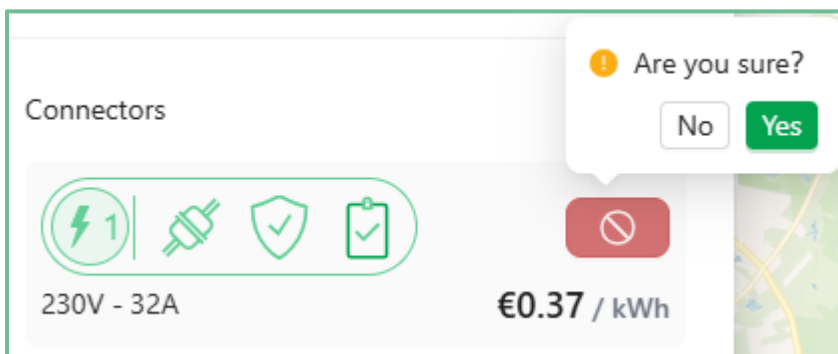 Are you sure?
No Yes
Connectors
1
230V - 32A
€0.37 / kWh